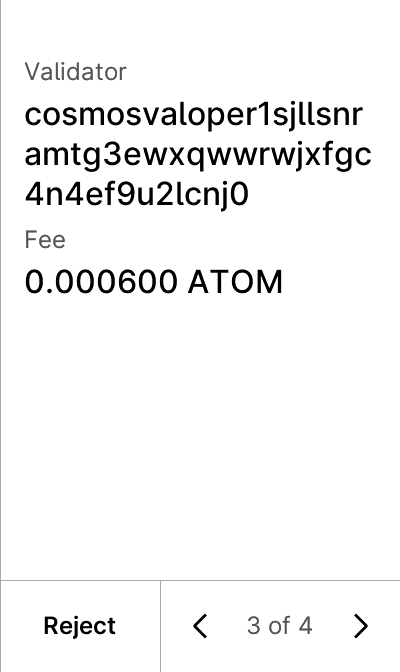 Validator
cosmosvaloper1sjllsnr
amtg3ewxqwwrwjxfgc
4n4ef9u2lcnj0
Fee
0.000600 ATOM
Reject
3 of 4